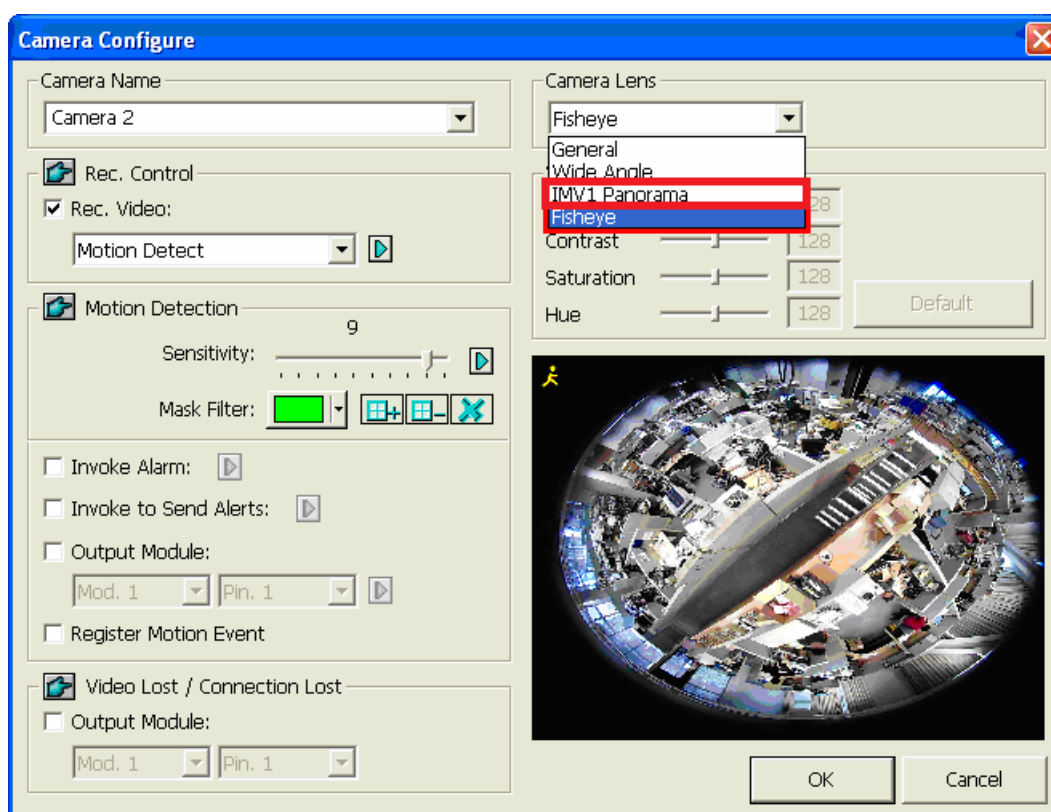 Camera Configure
Camera Name
Camera 2
Rec. Control
Rec. Video:
Motion Detect
Motion Detection
9
Sensitivity:
Mask Filter:
Invoke Alarm:
Invoke to Send Alerts:
Output Module:
Mod. 1 Pin. 1
Register Motion Event
Video Lost / Connection Lost
Output Module:
Mod. 1 Pin. 1
Camera Lens
Fisheye
General
Wide Angle
IMV1 Panorama
Fisheye
Contrast 128
Saturation 128
Hue 128
Default
OK Cancel